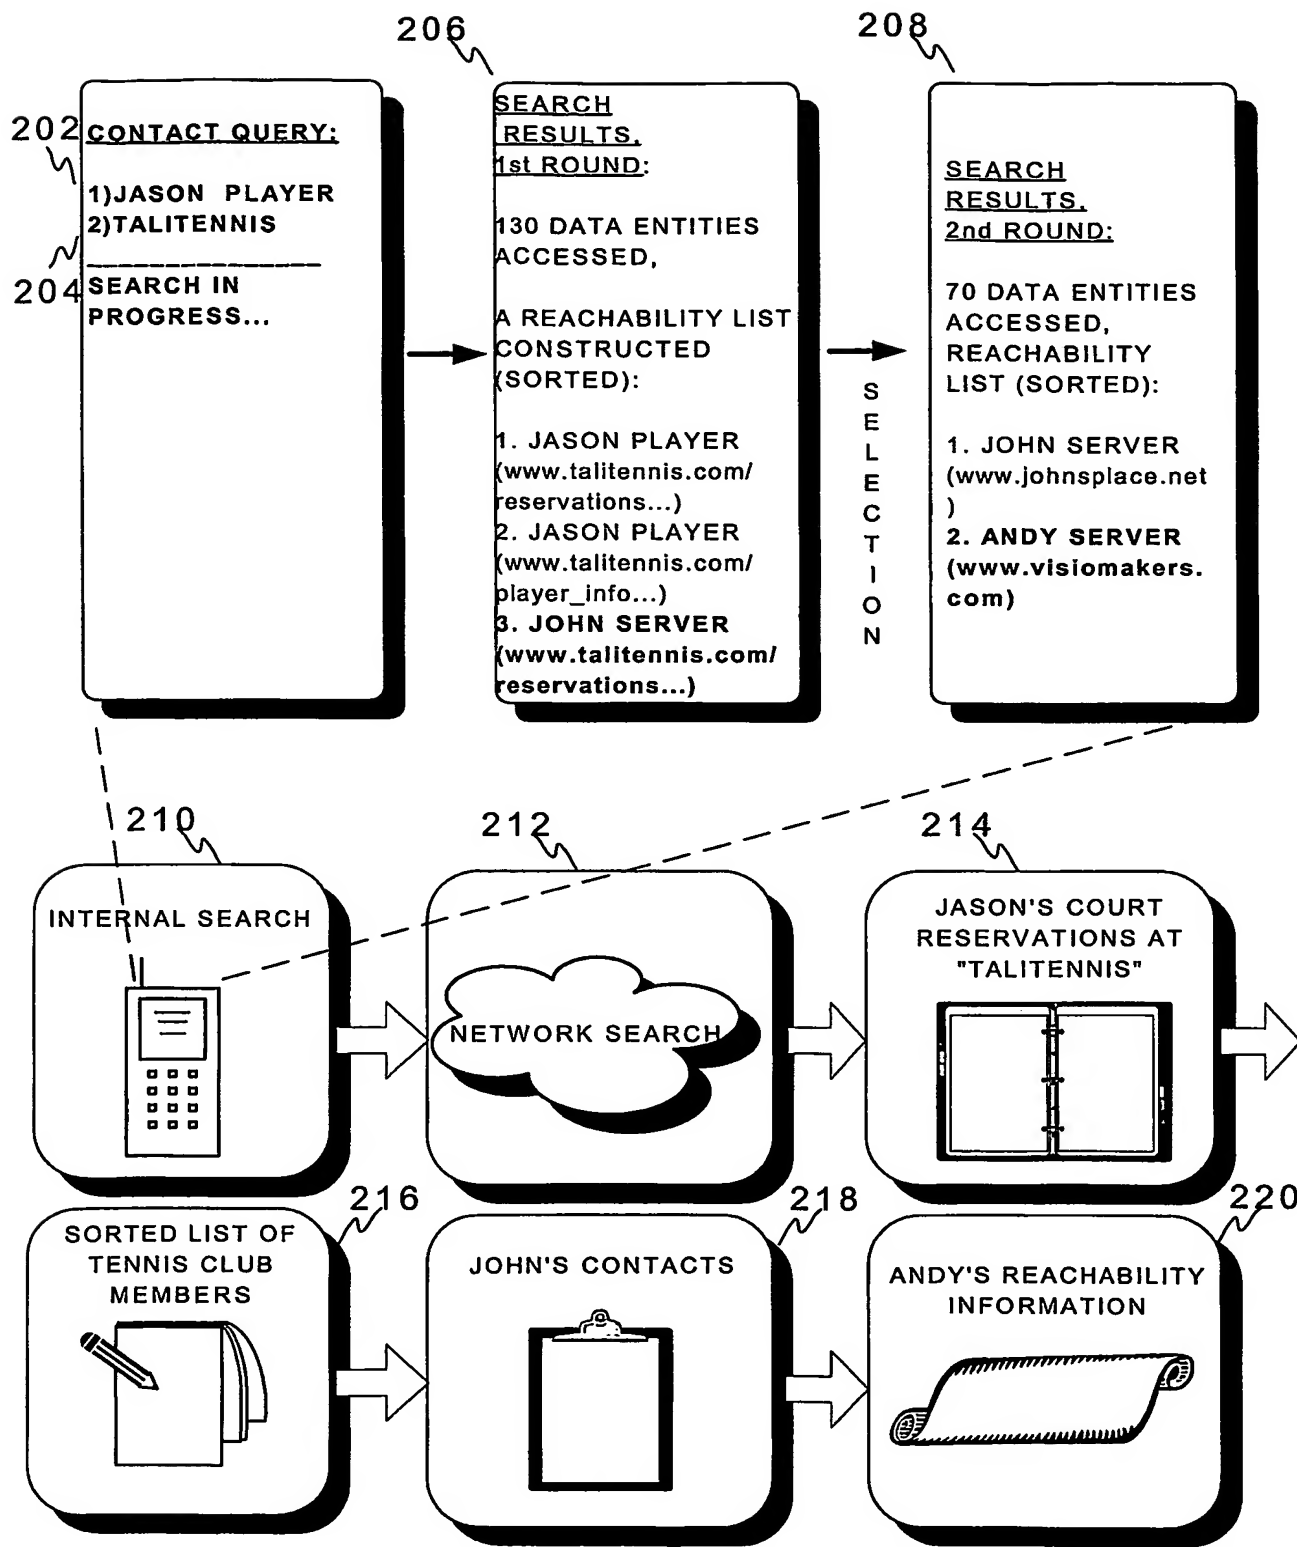 206
208
202
CONTACT QUERY:
1)JASON PLAYER
2)TALITENNIS
204
SEARCH IN
PROGRESS...
SEARCH
RESULTS,
1st ROUND:
130 DATA ENTITIES
ACCESSED,
A REACHABILITY LIST
CONSTRUCTED
(SORTED):
1. JASON PLAYER
(www.talitennis.com/
reservations...)
2. JASON PLAYER
(www.talitennis.com/
player_info...)
3. JOHN SERVER
(www.talitennis.com/
reservations...)
SELECTION
SEARCH
RESULTS,
2nd ROUND:
70 DATA ENTITIES
ACCESSED,
REACHABILITY
LIST (SORTED):
1. JOHN SERVER
(www.johnsplace.net
)
2. ANDY SERVER
(www.visiomakers.
com)
210
212
214
INTERNAL SEARCH
NETWORK SEARCH
JASON'S COURT
RESERVATIONS AT
"TALITENNIS"
216
218
220
SORTED LIST OF
TENNIS CLUB
MEMBERS
JOHN'S CONTACTS
ANDY'S REACHABILITY
INFORMATION